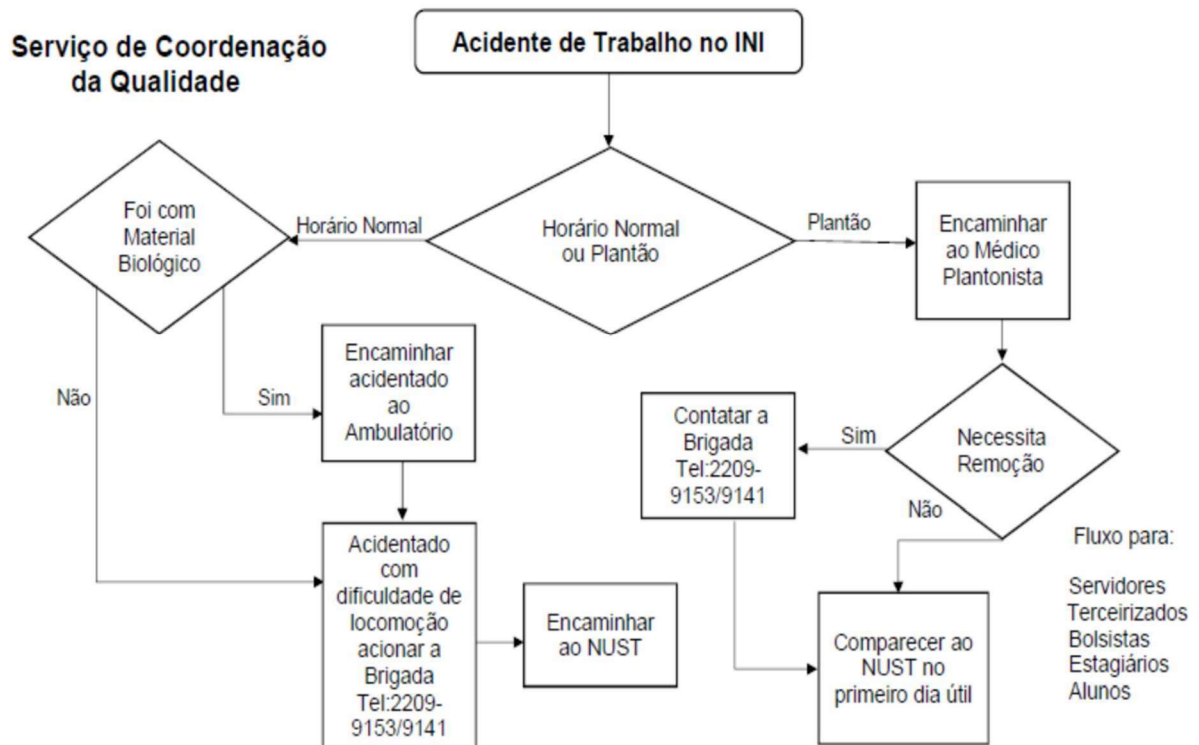 Serviço de Coordenação
da Qualidade
Acidente de Trabalho no INI
Horário Normal
ou Plantão
Horário Normal
Plantão
Foi com
Material
Biológico
Não
Sim
Encaminhar
acidentado
ao
Ambulatório
Acidentado
com
dificuldade de
locomoção
acionar a
Brigada
Tel:2209-
9153/9141
Encaminhar
ao NUST
Encaminhar
ao Médico
Plantonista
Necessita
Remoção
Sim
Não
Contatar a
Brigada
Tel:2209-
9153/9141
Comparecer ao
NUST no
primeiro dia útil
Fluxo para:
Servidores
Terceirizados
Bolsistas
Estagiários
Alunos